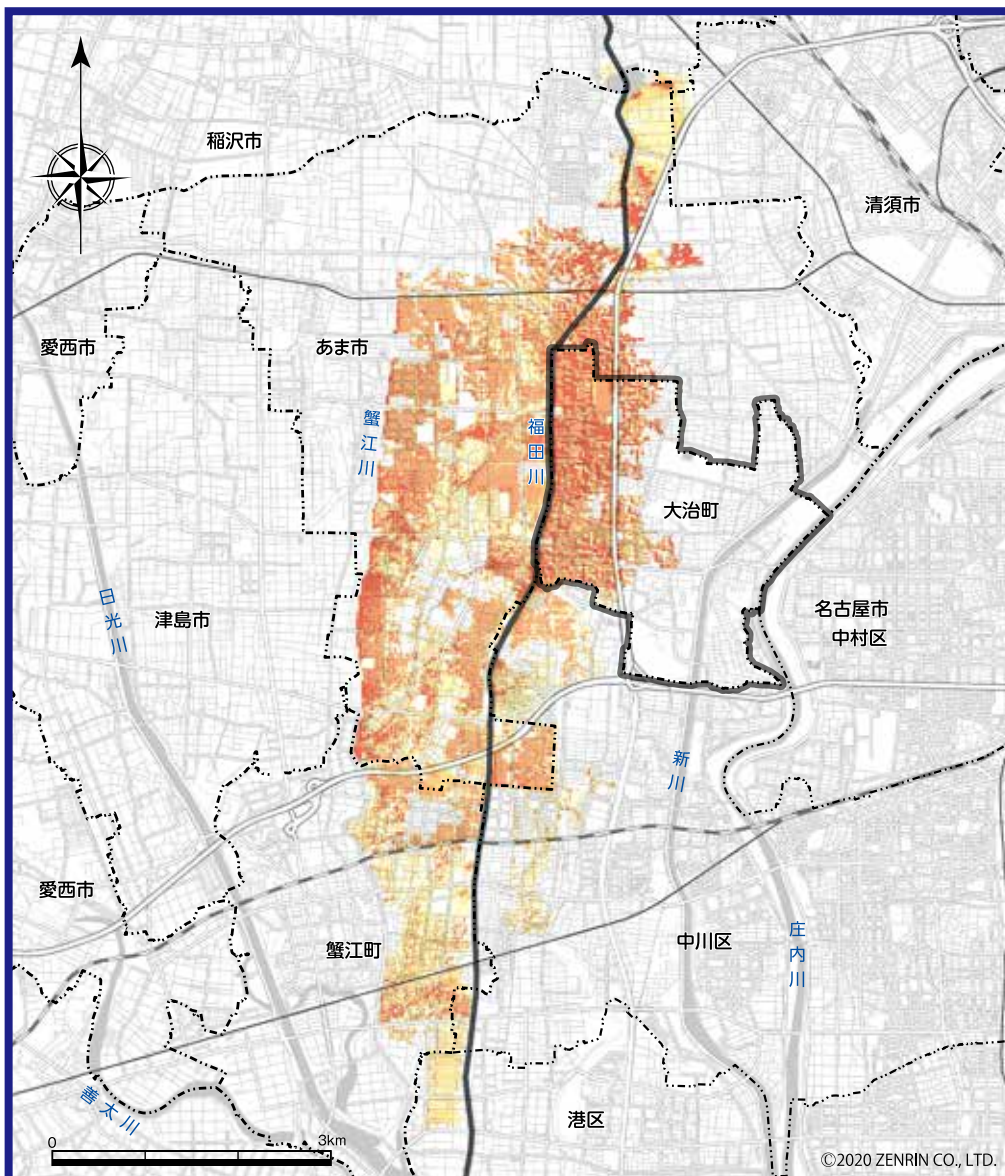 稲沢市
清須市
愛西市
あま市
蟹江川
福田川
大治町
日光川
津島市
名古屋市
中村区
新川
愛西市
蟹江町
中川区
庄内川
善太川
港区
0
3km
©2020 ZENRIN CO., LTD.